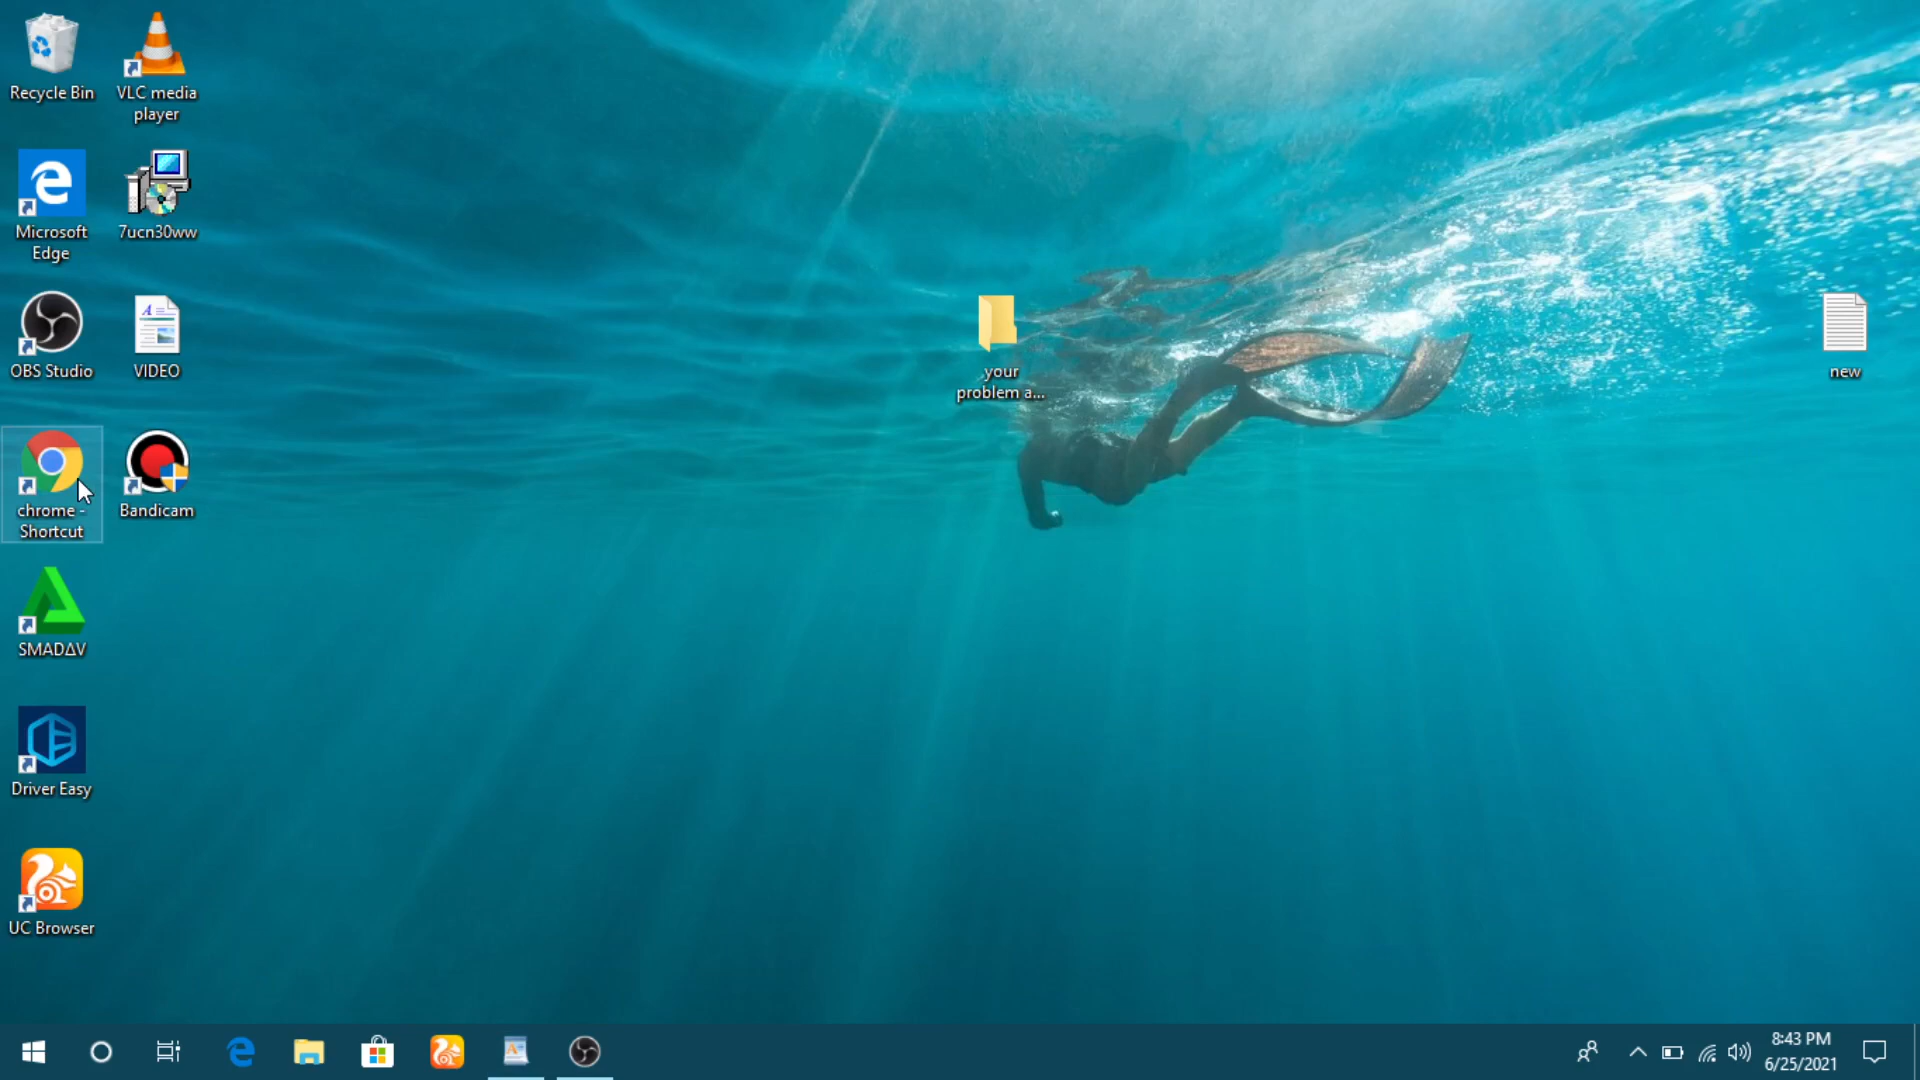 Recycle Bin
VLC media
player
Microsoft
Edge
7ucn30ww
OBS Studio
VIDEO
your
problem a...
new
chrome -
Shortcut
Bandicam
SMADΔV
Driver Easy
UC Browser
8:43 PM
6/25/2021